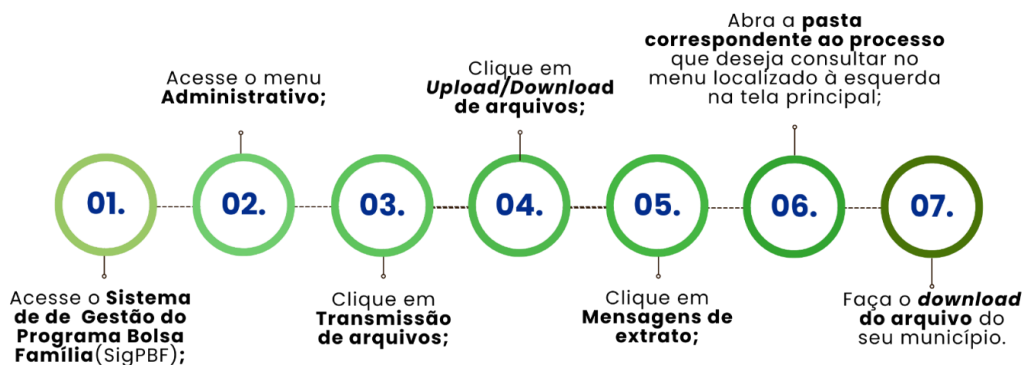 01.
Acesse o Sistema
de de Gestão do
Programa Bolsa
Família(SigPBF);
02.
Acesse o menu
Administrativo;
03.
Clique em
Transmissão
de arquivos;
04.
Clique em
Upload/Download
de arquivos;
05.
Clique em
Mensagens de
extrato;
06.
Abra a pasta
correspondente ao processo
que deseja consultar no
menu localizado à esquerda
na tela principal;
07.
Faça o download
do arquivo do
seu município.